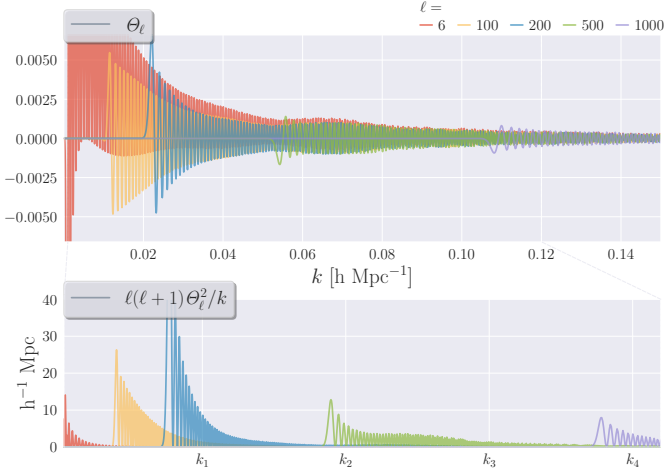 Θℓ
ℓ =
6 100 200 500 1000
0.0050
0.0025
0.0000
−0.0025
−0.0050
0.02 0.04 0.06 0.08 0.10 0.12 0.14
k [h Mpc⁻¹]
ℓ(ℓ + 1)Θℓ²/k
h⁻¹ Mpc
40
30
20
10
0
k₁ k₂ k₃ k₄